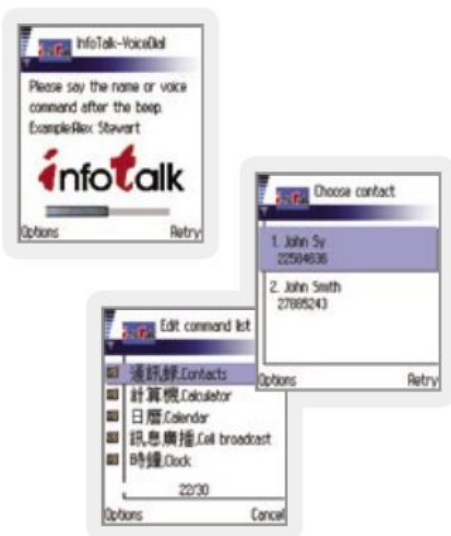 InfoTalk-VoiceDial
Please say the name or voice
command after the beep.
Example:Alex Stewart
infotalk
Options Retry
Choose contact
1. John Sy
22584636
2. John Smith
27885243
Options Retry
Edit command list
通訊錄,Contacts
計算機,Calculator
日曆,Calendar
訊息廣播,Cell broadcast
時鐘,Clock
22/30
Options Cancel